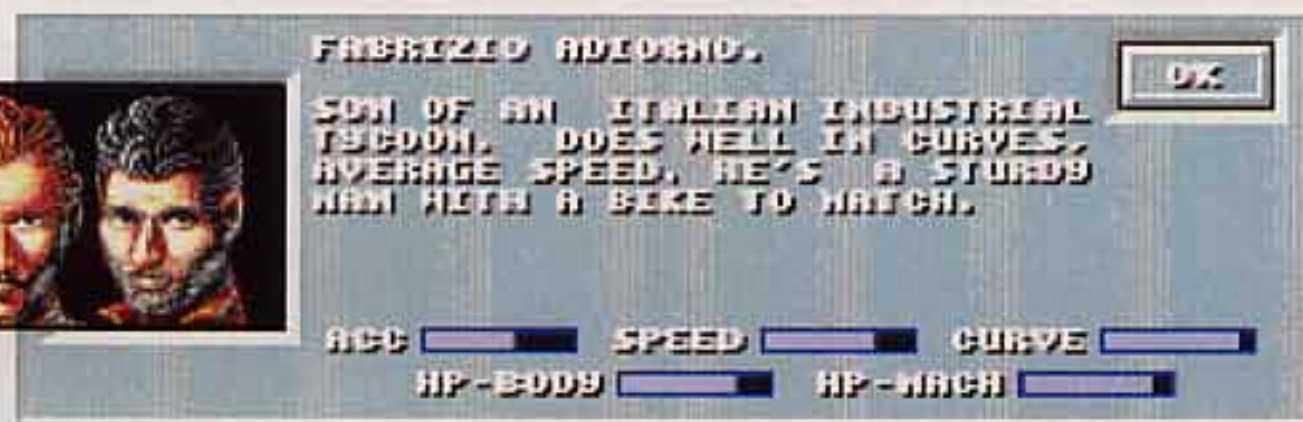 FABRIZIO ADIORNO.
OK
SON OF AN ITALIAN INDUSTRIAL
TYCOON. DOES WELL IN CURVES,
AVERAGE SPEED. HE'S A STURDY
MAN WITH A BIKE TO MATCH.
ACC SPEED CURVE
HP-BODY HP-MACH